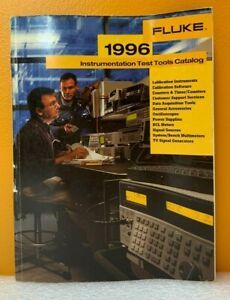 FLUKE®
1996
Instrumentation Test Tools Catalog
Calibration Instruments
Calibration Software
Counters & Timer/Counters
Customer Support Services
Data Acquisition Tools
General Accessories
Oscilloscopes
Power Supplies
RCL Meters
Signal Sources
System/Bench Multimeters
TV Signal Generators